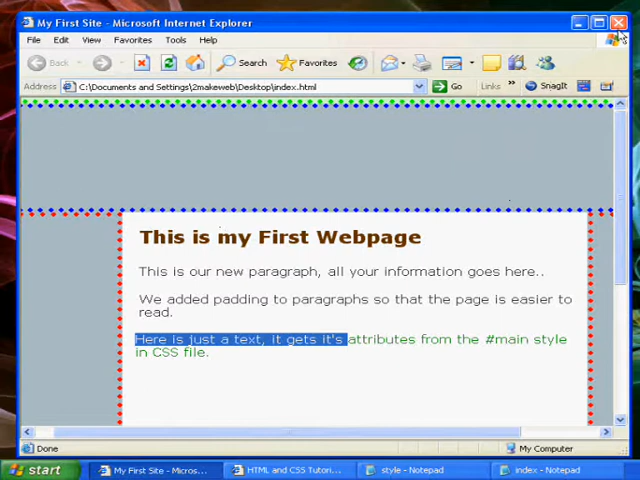 My First Site - Microsoft Internet Explorer
File Edit View Favorites Tools Help
Back Search Favorites
Address C:\Documents and Settings\2makeweb\Desktop\index.html Go Links » SnagIt
This is my First Webpage
This is our new paragraph, all your information goes here..
We added padding to paragraphs so that the page is easier to
read.
Here is just a text, it gets it's attributes from the #main style
in CSS file.
Done My Computer
start My First Site - Micros... HTML and CSS Tutori... style - Notepad index - Notepad